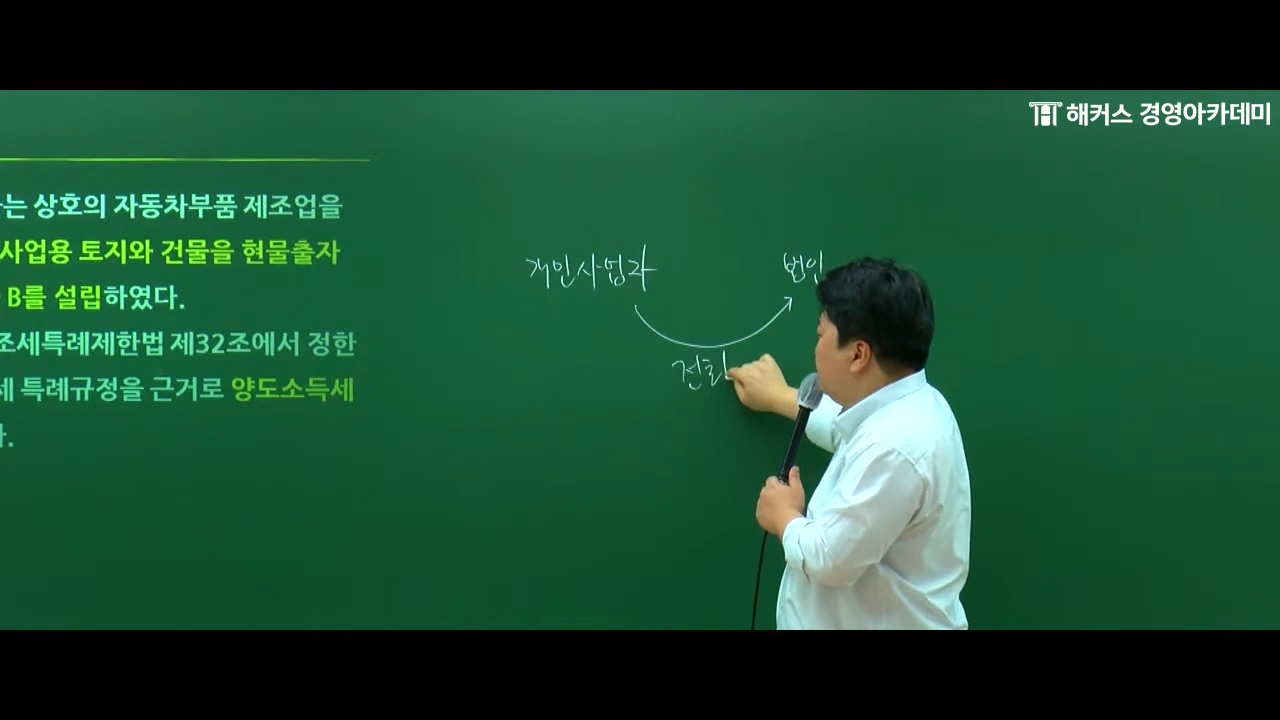 해커스 경영아카데미
는 상호의 자동차부품 제조업을
사업용 토지와 건물을 현물출자
B를 설립하였다.
조세특례제한법 제32조에서 정한
세 특례규정을 근거로 양도소득세
개인사업자
법인
전환